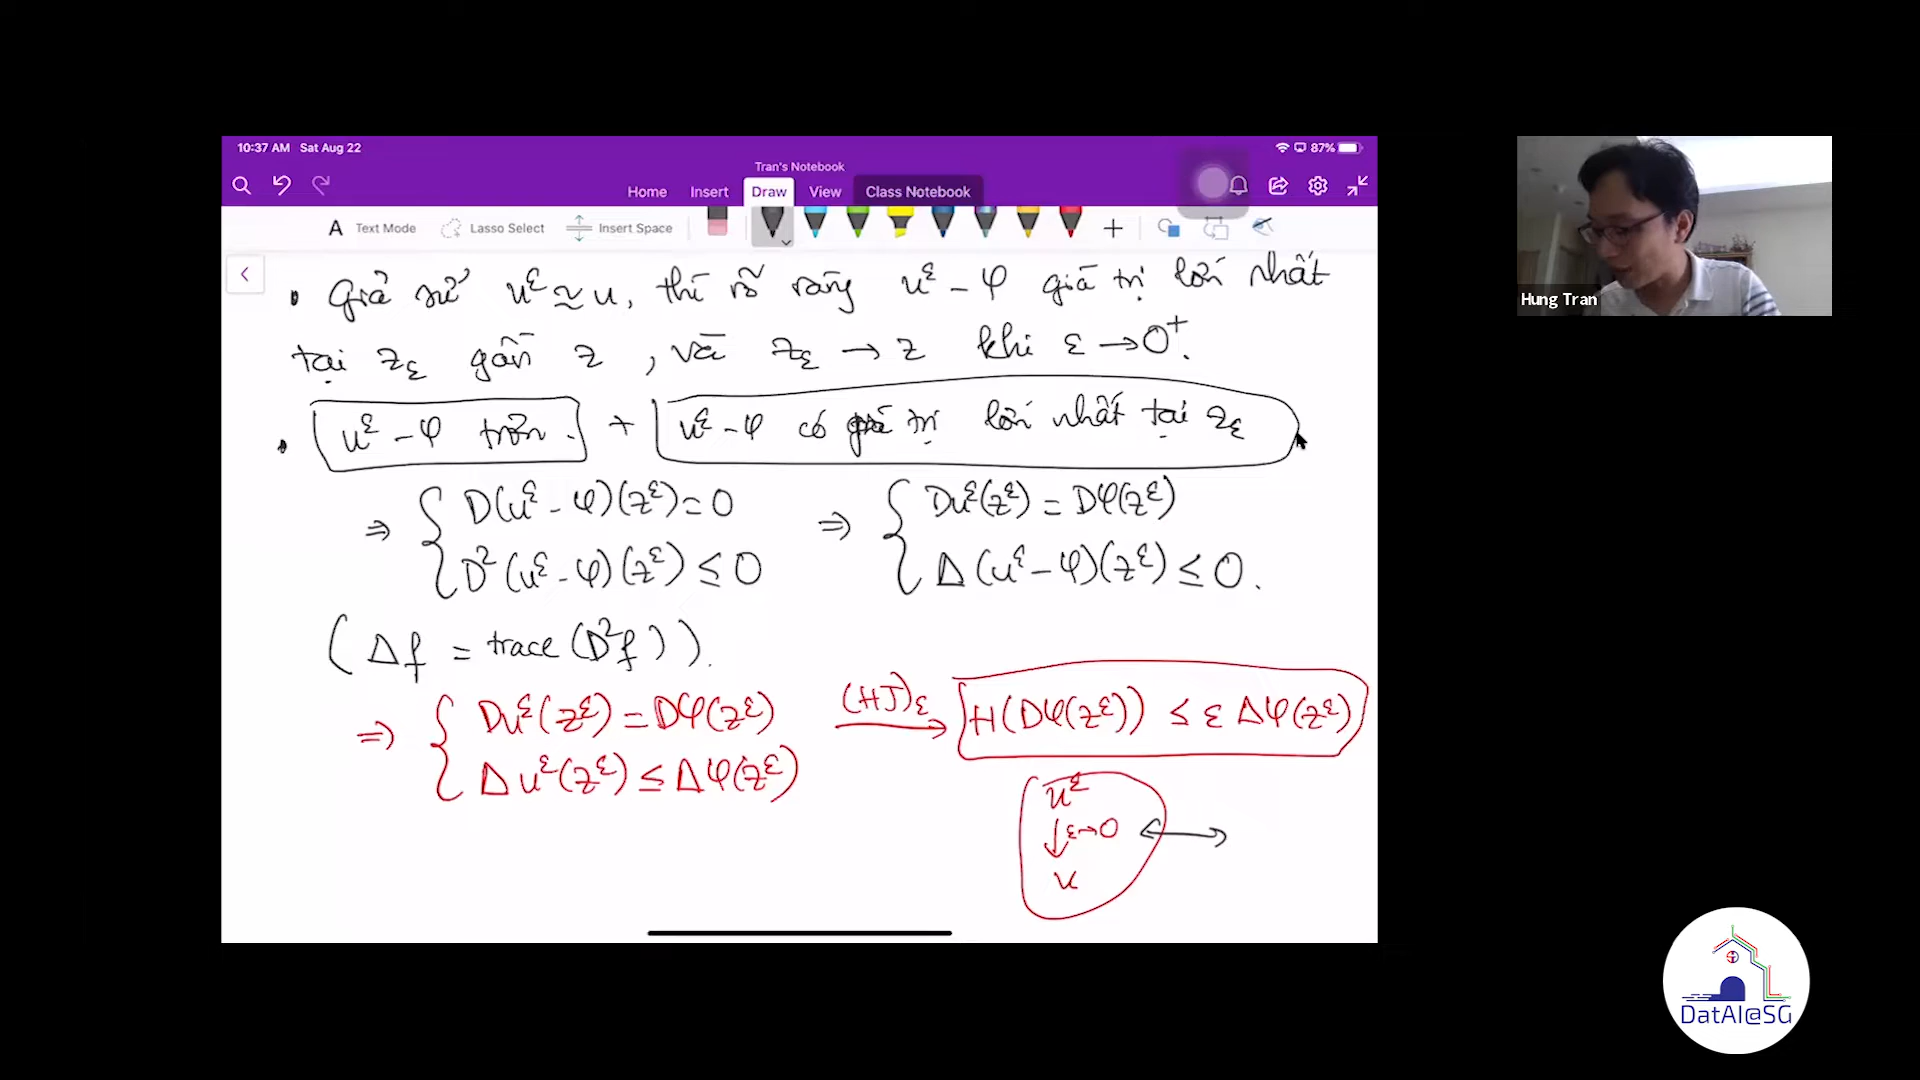 10:37 AM Sat Aug 22
87%
Tran's Notebook
Home Insert Draw View Class Notebook
A Text Mode Lasso Select Insert Space
• Giả sử u^ε ≈ u, thì rõ ràng u^ε - φ giá trị lớn nhất
tại z_ε gần z, và z_ε → z khi ε → 0⁺.
• u^ε - φ trơn. + u^ε - φ có giá trị lớn nhất tại z_ε
⇒ { D(u^ε - φ)(z^ε) = 0 ⇒ { Du^ε(z^ε) = Dφ(z^ε)
D²(u^ε - φ)(z^ε) ≤ 0 Δ(u^ε - φ)(z^ε) ≤ 0.
(Δf = trace(D²f)).
⇒ { Du^ε(z^ε) = Dφ(z^ε) (HJ)_ε → H(Dφ(z^ε)) ≤ ε Δφ(z^ε)
Δu^ε(z^ε) ≤ Δφ(z^ε)
u^ε
↓ ε→0 ↔
u
Hung Tran
DatAI@SG